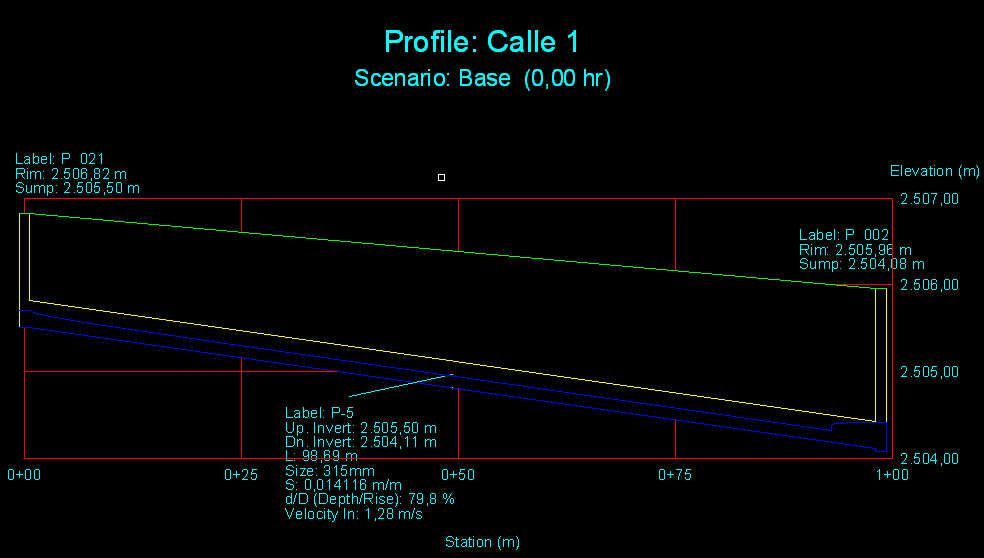 Profile: Calle 1
Scenario: Base (0,00 hr)
Label: P_021
Rim: 2.506,82 m
Sump: 2.505,50 m
Elevation (m)
2.507,00
Label: P_002
Rim: 2.505,96 m
Sump: 2.504,08 m
2.506,00
2.505,00
Label: P-5
Up. Invert: 2.505,50 m
Dn. Invert: 2.504,11 m
L: 98,69 m
Size: 315mm
S: 0,014116 m/m
d/D (Depth/Rise): 79,8 %
Velocity In: 1,28 m/s
2.504,00
0+00 0+25 0+50 0+75 1+00
Station (m)